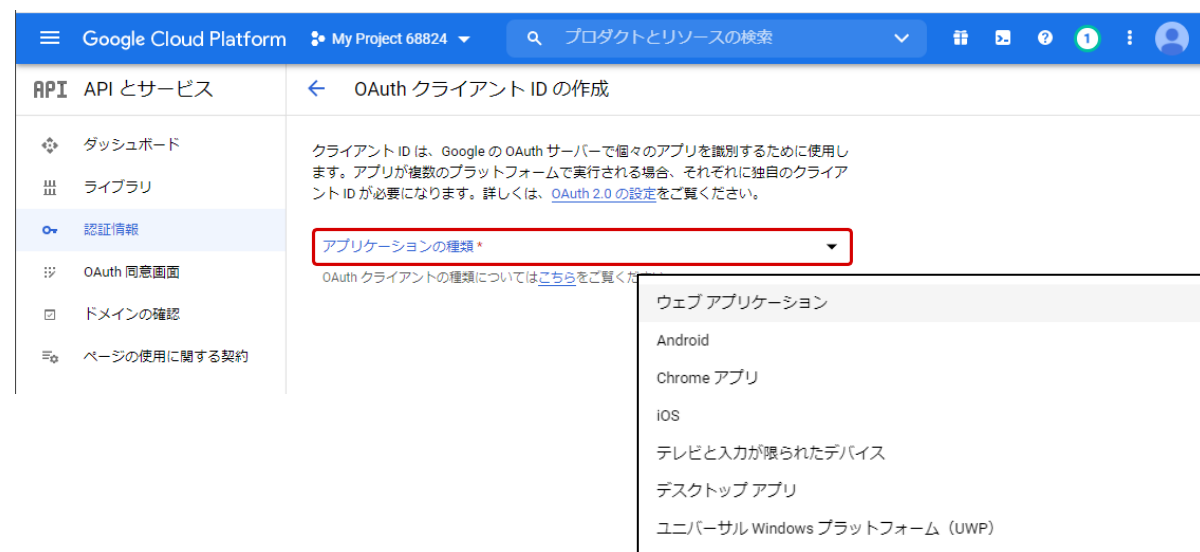 Google Cloud Platform
My Project 68824
プロダクトとリソースの検索
1
API API とサービス
OAuth クライアント ID の作成
ダッシュボード
ライブラリ
認証情報
OAuth 同意画面
ドメインの確認
ページの使用に関する契約
クライアント ID は、Google の OAuth サーバーで個々のアプリを識別するために使用し
ます。アプリが複数のプラットフォームで実行される場合、それぞれに独自のクライア
ント ID が必要になります。詳しくは、OAuth 2.0 の設定をご覧ください。
アプリケーションの種類 *
OAuth クライアントの種類についてはこちらをご覧くだ
ウェブ アプリケーション
Android
Chrome アプリ
iOS
テレビと入力が限られたデバイス
デスクトップ アプリ
ユニバーサル Windows プラットフォーム（UWP）